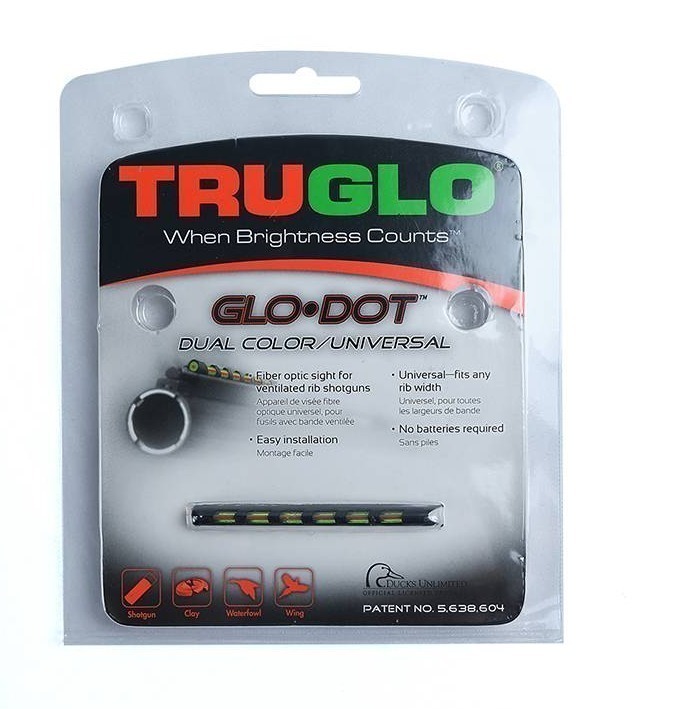 TRUGLO®
When Brightness Counts™
GLO•DOT™
DUAL COLOR/UNIVERSAL
• Fiber optic sight for
ventilated rib shotguns
Appareil de visée fibre
optique universel, pour
fusils avec bande ventilée
• Easy installation
Montage facile
• Universal—fits any
rib width
Universel, pour toutes
les largeurs de bande
• No batteries required
Sans piles
Shotgun
Clay
Waterfowl
Wing
DUCKS UNLIMITED
OFFICIAL LICENSED
PATENT NO. 5,638,604